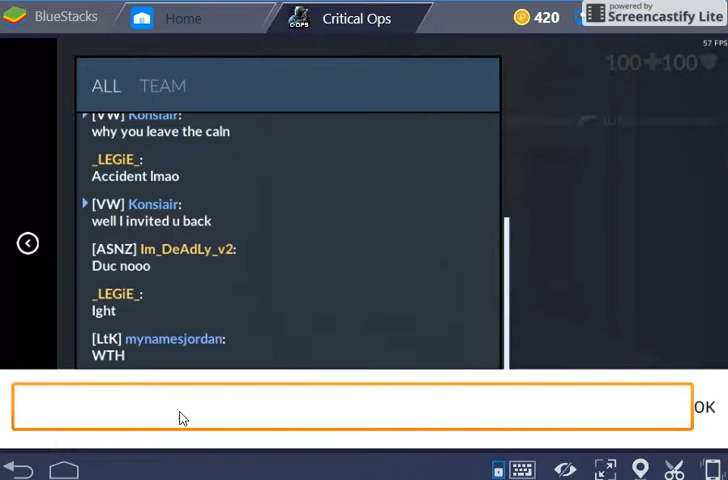 BlueStacks
Home
Critical Ops
P 420
powered by
Screencastify Lite
57 FPS
100 100
ALL TEAM
[VW] Konsiair:
why you leave the caln
_LEGiE_:
Accident lmao
[VW] Konsiair:
well I invited u back
[ASNZ] Im_DeAdLy_v2:
Duc nooo
_LEGiE_:
Ight
[LtK] mynamesjordan:
WTH
OK